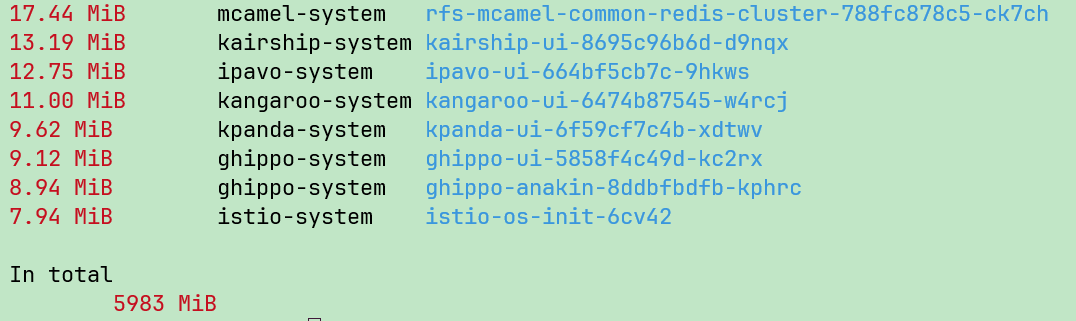 17.44 MiB mcamel-system rfs-mcamel-common-redis-cluster-788fc878c5-ck7ch
13.19 MiB kairship-system kairship-ui-8695c96b6d-d9nqx
12.75 MiB ipavo-system ipavo-ui-664bf5cb7c-9hkws
11.00 MiB kangaroo-system kangaroo-ui-6474b87545-w4rcj
9.62 MiB kpanda-system kpanda-ui-6f59cf7c4b-xdtwv
9.12 MiB ghippo-system ghippo-ui-5858f4c49d-kc2rx
8.94 MiB ghippo-system ghippo-anakin-8ddbfbdfb-kphrc
7.94 MiB istio-system istio-os-init-6cv42
In total
5983 MiB